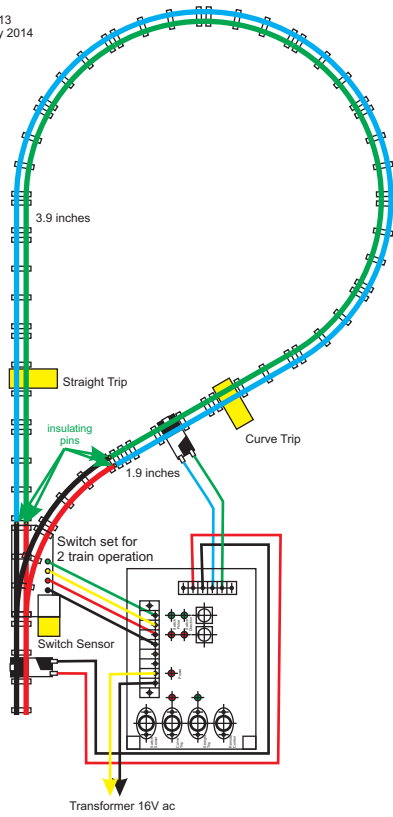 13
y 2014
3.9 inches
Straight Trip
Curve Trip
insulating
pins
1.9 inches
Switch set for
2 train operation
Switch Sensor
Transformer 16V ac